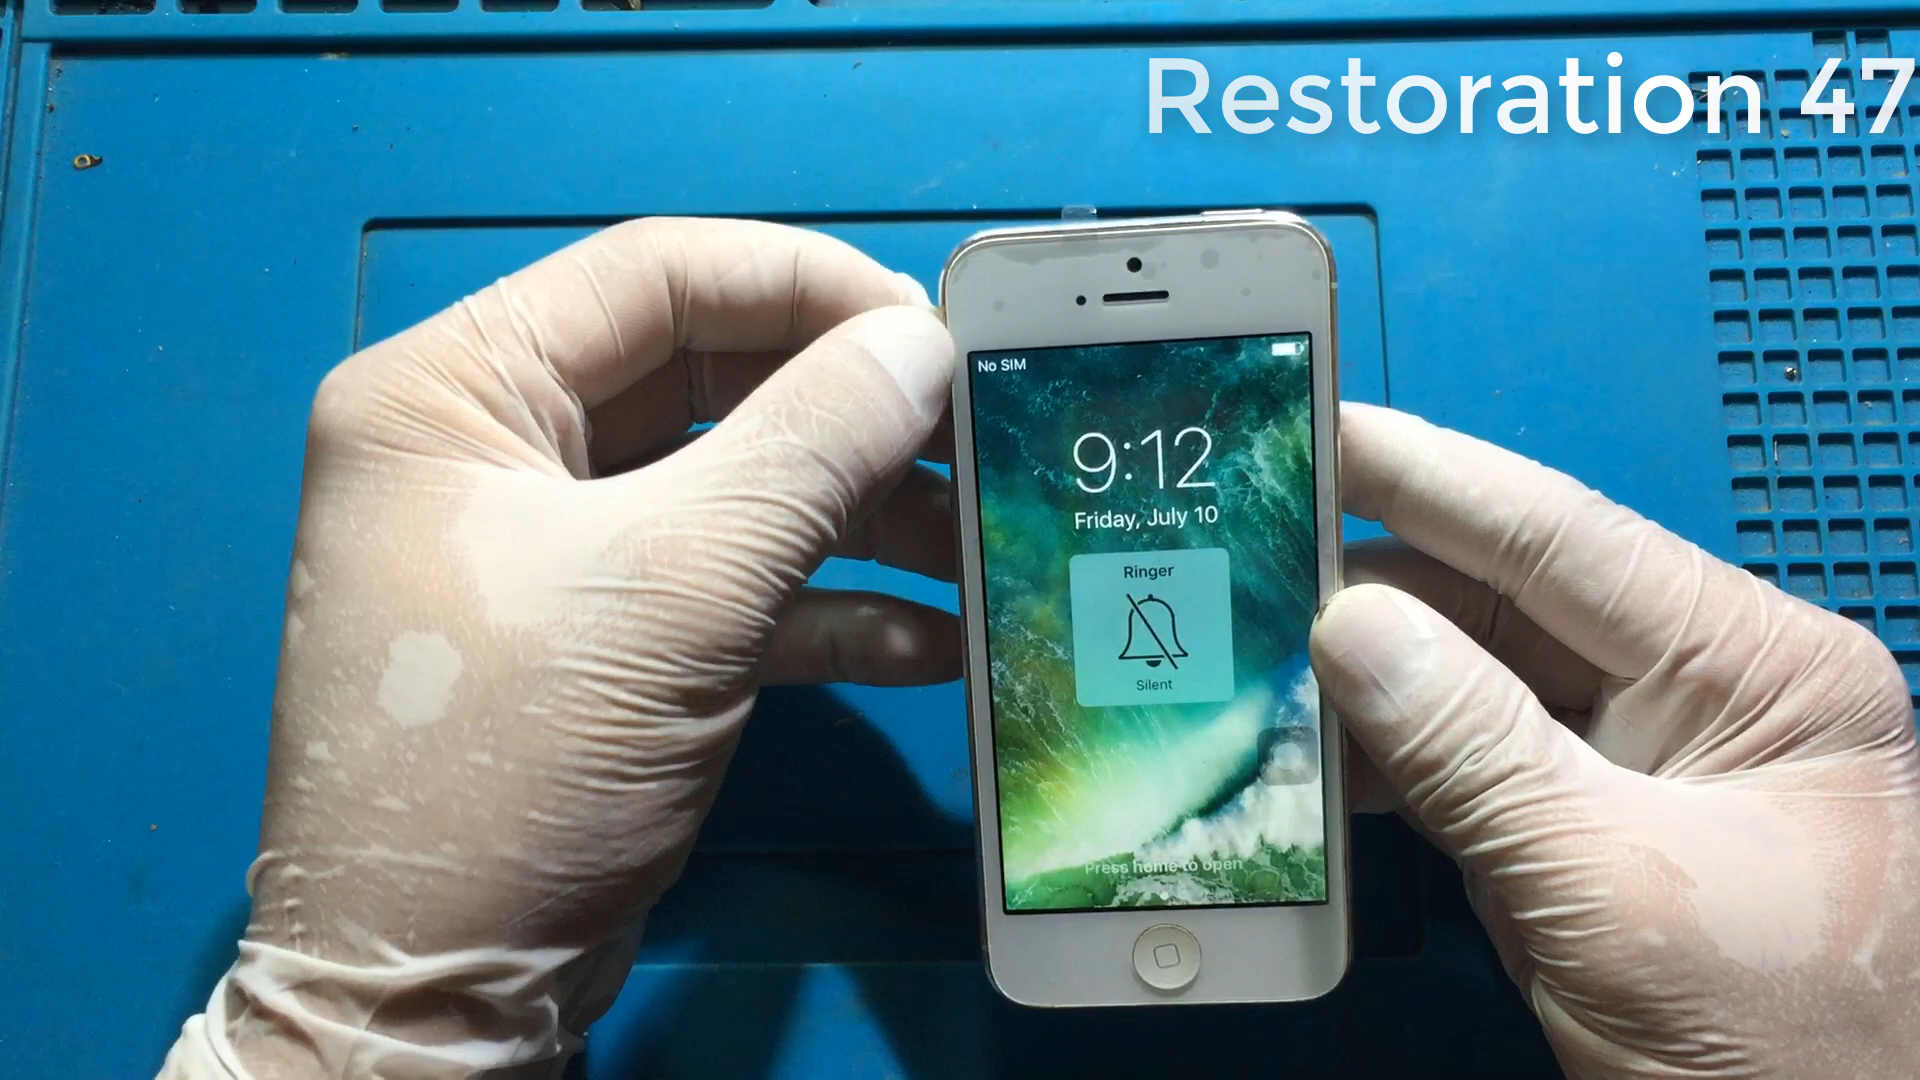 Restoration 47
No SIM
9:12
Friday, July 10
Ringer
Silent
Press home to open